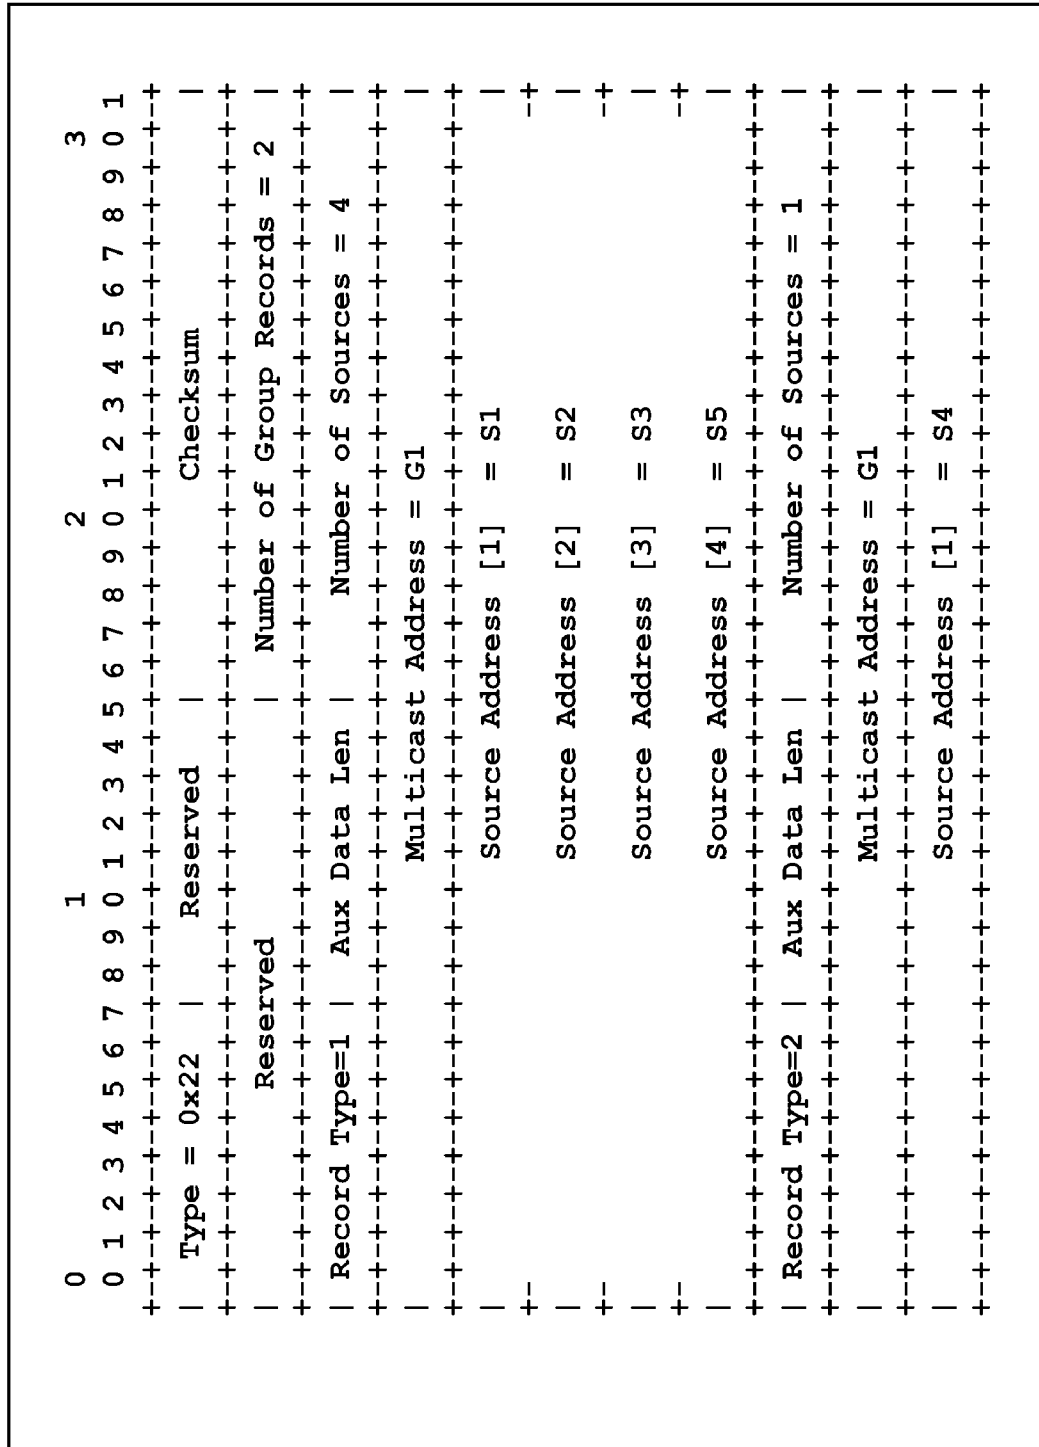 0                   1                   2                   3
0 1 2 3 4 5 6 7 8 9 0 1 2 3 4 5 6 7 8 9 0 1 2 3 4 5 6 7 8 9 0 1
+-+-+-+-+-+-+-+-+-+-+-+-+-+-+-+-+-+-+-+-+-+-+-+-+-+-+-+-+-+-+-+-+
| Type = 0x22 | Reserved | Checksum |
+-+-+-+-+-+-+-+-+-+-+-+-+-+-+-+-+-+-+-+-+-+-+-+-+-+-+-+-+-+-+-+-+
| Reserved | Number of Group Records = 2 |
+-+-+-+-+-+-+-+-+-+-+-+-+-+-+-+-+-+-+-+-+-+-+-+-+-+-+-+-+-+-+-+-+
| Record Type=1 | Aux Data Len | Number of Sources = 4 |
+-+-+-+-+-+-+-+-+-+-+-+-+-+-+-+-+-+-+-+-+-+-+-+-+-+-+-+-+-+-+-+-+
| Multicast Address = G1 |
+-+-+-+-+-+-+-+-+-+-+-+-+-+-+-+-+-+-+-+-+-+-+-+-+-+-+-+-+-+-+-+-+
| Source Address [1] = S1 |
+- -+
| Source Address [2] = S2 |
+- -+
| Source Address [3] = S3 |
+- -+
| Source Address [4] = S5 |
+-+-+-+-+-+-+-+-+-+-+-+-+-+-+-+-+-+-+-+-+-+-+-+-+-+-+-+-+-+-+-+-+
| Record Type=2 | Aux Data Len | Number of Sources = 1 |
+-+-+-+-+-+-+-+-+-+-+-+-+-+-+-+-+-+-+-+-+-+-+-+-+-+-+-+-+-+-+-+-+
| Multicast Address = G1 |
+-+-+-+-+-+-+-+-+-+-+-+-+-+-+-+-+-+-+-+-+-+-+-+-+-+-+-+-+-+-+-+-+
| Source Address [1] = S4 |
+-+-+-+-+-+-+-+-+-+-+-+-+-+-+-+-+-+-+-+-+-+-+-+-+-+-+-+-+-+-+-+-+